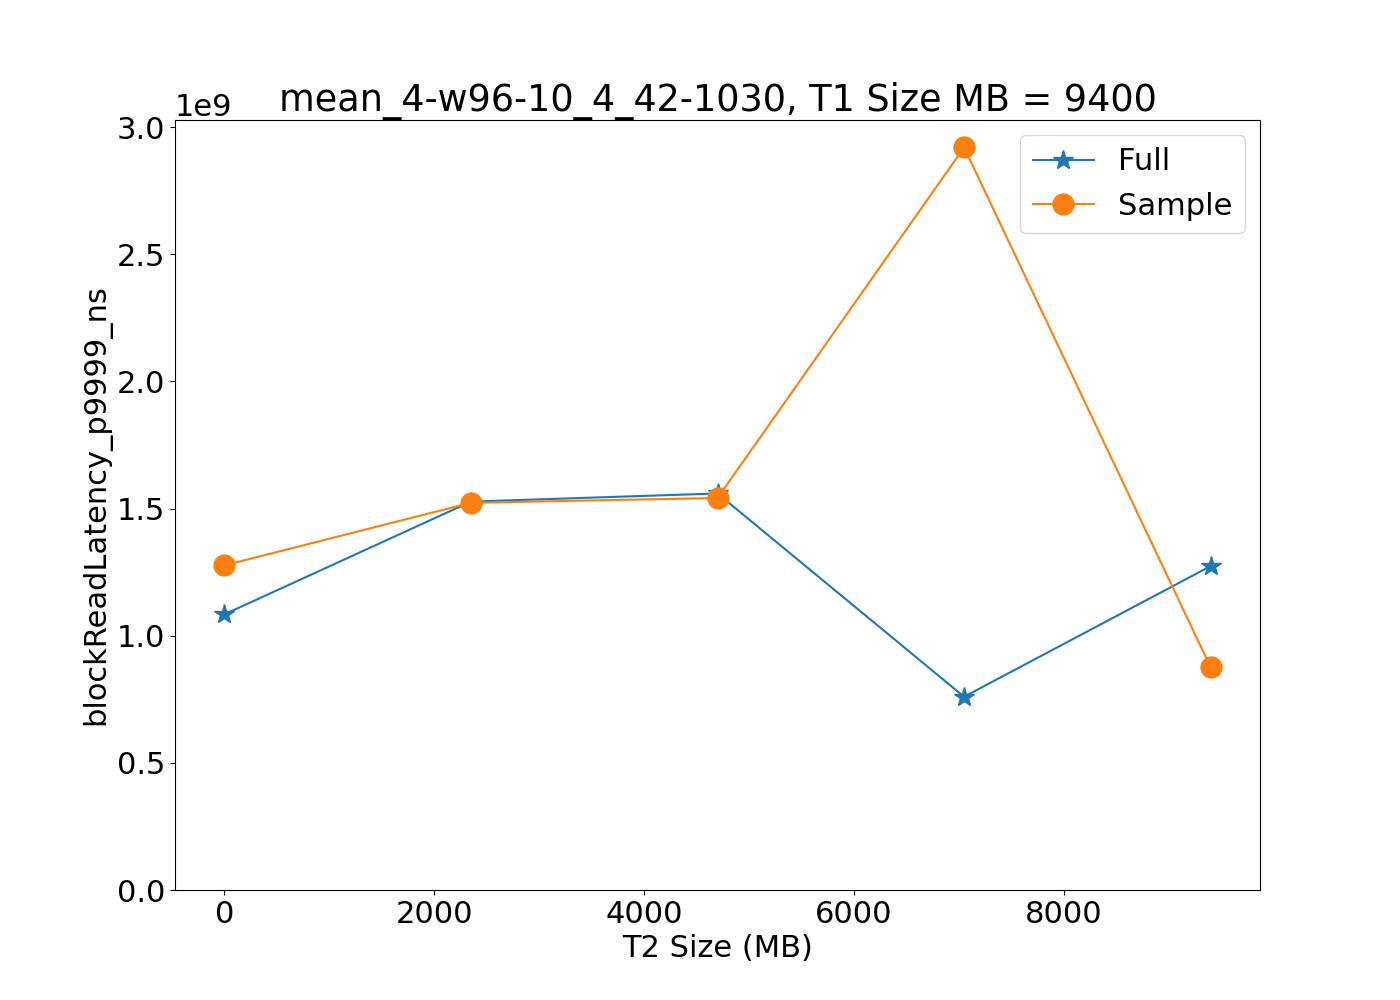 mean_4-w96-10_4_42-1030, T1 Size MB = 9400
1e9
3.0
2.5
2.0
1.5
1.0
0.5
0.0
blockReadLatency_p9999_ns
Full
Sample
0
2000
4000
6000
8000
T2 Size (MB)